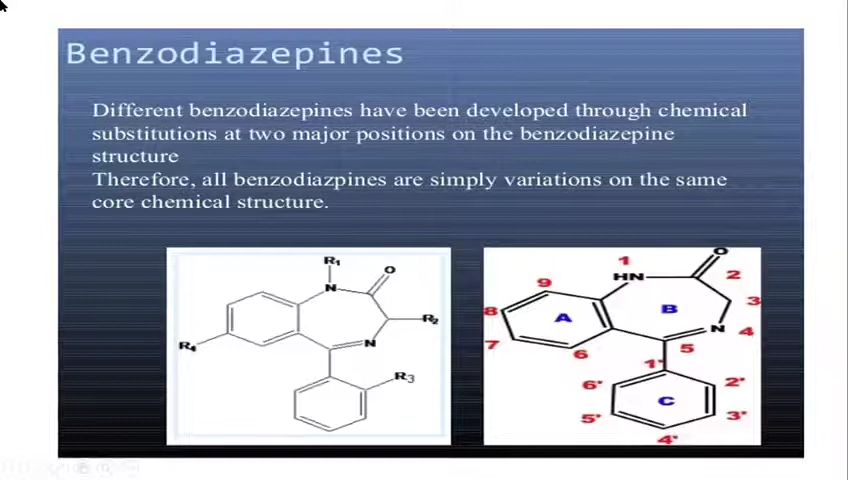 Benzodiazepines
Different benzodiazepines have been developed through chemical
substitutions at two major positions on the benzodiazepine
structure
Therefore, all benzodiazpines are simply variations on the same
core chemical structure.
R1
O
N
R2
N
R4
R3
1
O
HN
2
9
3
8
B
A
N
4
7
5
6
1'
6'
2'
C
5'
3'
4'